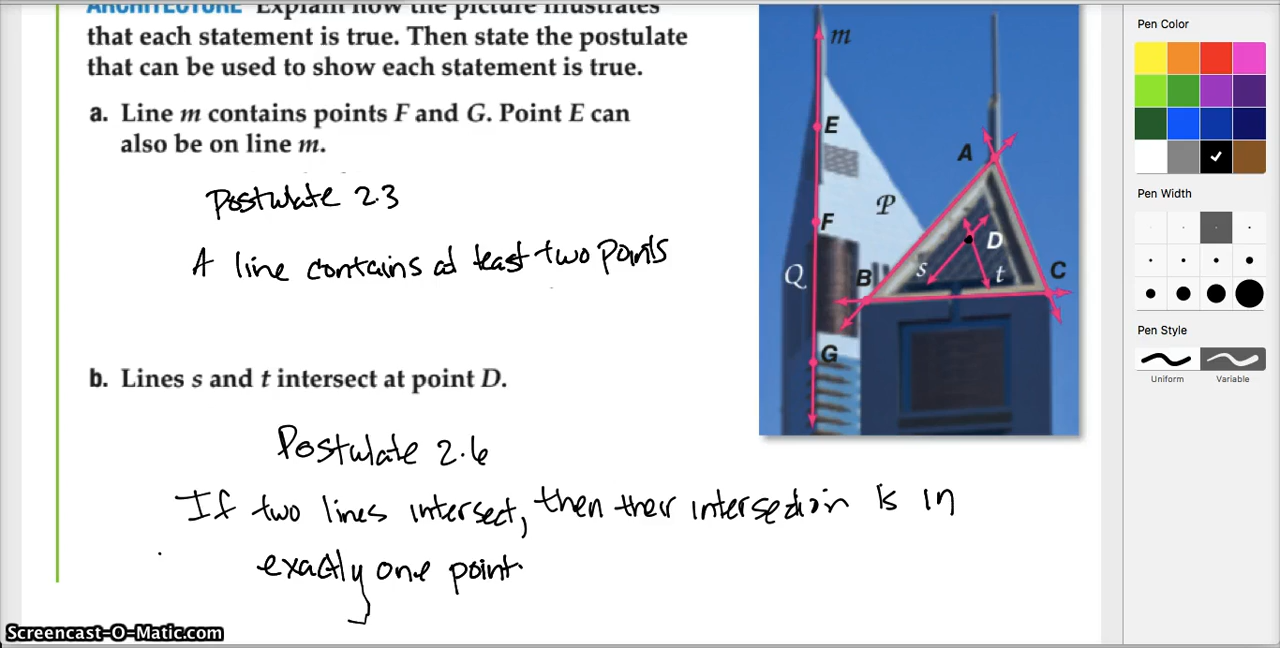 ARCHITECTURE Explain how the picture illustrates
that each statement is true. Then state the postulate
that can be used to show each statement is true.
a. Line m contains points F and G. Point E can
also be on line m.
Postulate 2.3
A line contains at least two points
b. Lines s and t intersect at point D.
Postulate 2.6
If two lines intersect, then their intersection is in
exactly one point.
m
E
A
P
F
D
Q
B
s
t
C
G
Pen Color
Pen Width
Pen Style
Uniform
Variable
Screencast-O-Matic.com